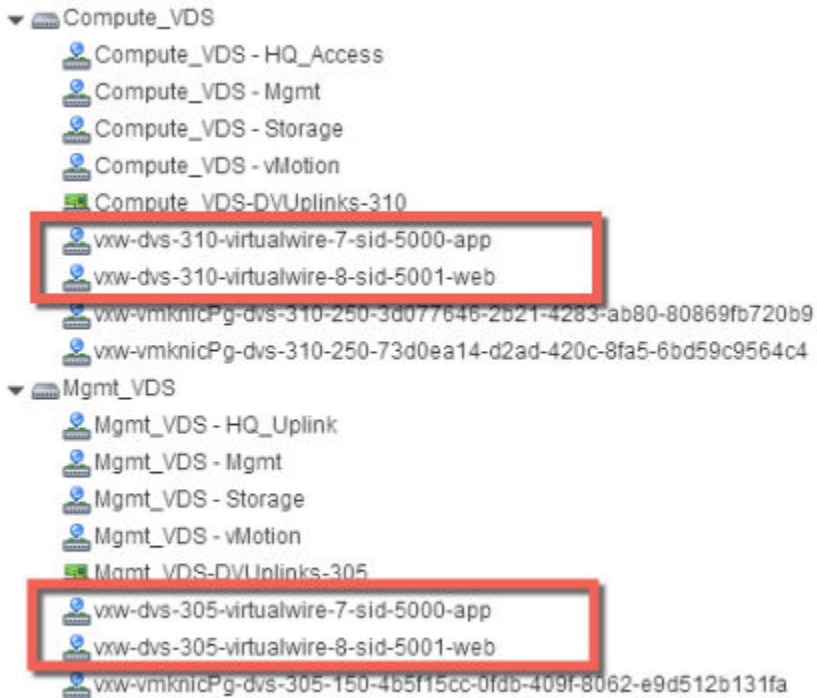 Compute_VDS
Compute_VDS - HQ_Access
Compute_VDS - Mgmt
Compute_VDS - Storage
Compute_VDS - vMotion
Compute_VDS-DVUplinks-310
vxw-dvs-310-virtualwire-7-sid-5000-app
vxw-dvs-310-virtualwire-8-sid-5001-web
vxw-vmknicPg-dvs-310-250-3d077646-2b21-4283-ab80-80869fb720b9
vxw-vmknicPg-dvs-310-250-73d0ea14-d2ad-420c-8fa5-6bd59c9564c4
Mgmt_VDS
Mgmt_VDS - HQ_Uplink
Mgmt_VDS - Mgmt
Mgmt_VDS - Storage
Mgmt_VDS - vMotion
Mgmt_VDS-DVUplinks-305
vxw-dvs-305-virtualwire-7-sid-5000-app
vxw-dvs-305-virtualwire-8-sid-5001-web
vxw-vmknicPg-dvs-305-150-4b5f15cc-0fdb-409f-8062-e9d512b131fa